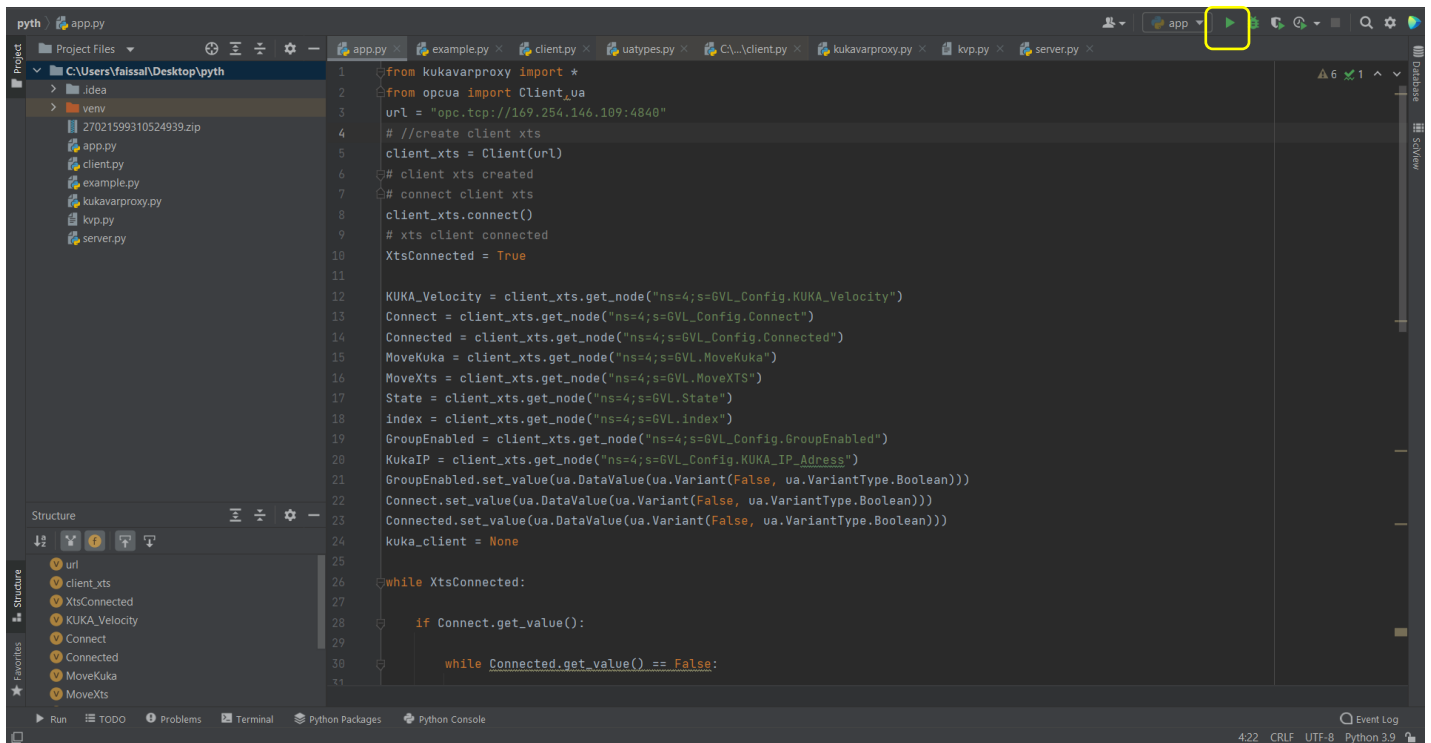 pyth app.py
app
Project
Project Files
app.py
example.py
client.py
uatypes.py
C:\...\client.py
kukavarproxy.py
kvp.py
server.py
C:\Users\faissal\Desktop\pyth
.idea
venv
27021599310524939.zip
app.py
client.py
example.py
kukavarproxy.py
kvp.py
server.py
6 1
Database
SciView
1 from kukavarproxy import *
2 from opcua import Client,ua
3 url = "opc.tcp://169.254.146.109:4840"
4 # //create client xts
5 client_xts = Client(url)
6 # client xts created
7 # connect client xts
8 client_xts.connect()
9 # xts client connected
10 XtsConnected = True
11
12 KUKA_Velocity = client_xts.get_node("ns=4;s=GVL_Config.KUKA_Velocity")
13 Connect = client_xts.get_node("ns=4;s=GVL_Config.Connect")
14 Connected = client_xts.get_node("ns=4;s=GVL_Config.Connected")
15 MoveKuka = client_xts.get_node("ns=4;s=GVL.MoveKuka")
16 MoveXts = client_xts.get_node("ns=4;s=GVL.MoveXTS")
17 State = client_xts.get_node("ns=4;s=GVL.State")
18 index = client_xts.get_node("ns=4;s=GVL.index")
19 GroupEnabled = client_xts.get_node("ns=4;s=GVL_Config.GroupEnabled")
20 KukaIP = client_xts.get_node("ns=4;s=GVL_Config.KUKA_IP_Adress")
21 GroupEnabled.set_value(ua.DataValue(ua.Variant(False, ua.VariantType.Boolean)))
22 Connect.set_value(ua.DataValue(ua.Variant(False, ua.VariantType.Boolean)))
23 Connected.set_value(ua.DataValue(ua.Variant(False, ua.VariantType.Boolean)))
24 kuka_client = None
25
26 while XtsConnected:
27
28 if Connect.get_value():
29
30 while Connected.get_value() == False:
31
Structure
Structure
Favorites
url
client_xts
XtsConnected
KUKA_Velocity
Connect
Connected
MoveKuka
MoveXts
Run TODO Problems Terminal Python Packages Python Console Event Log
4:22 CRLF UTF-8 Python 3.9